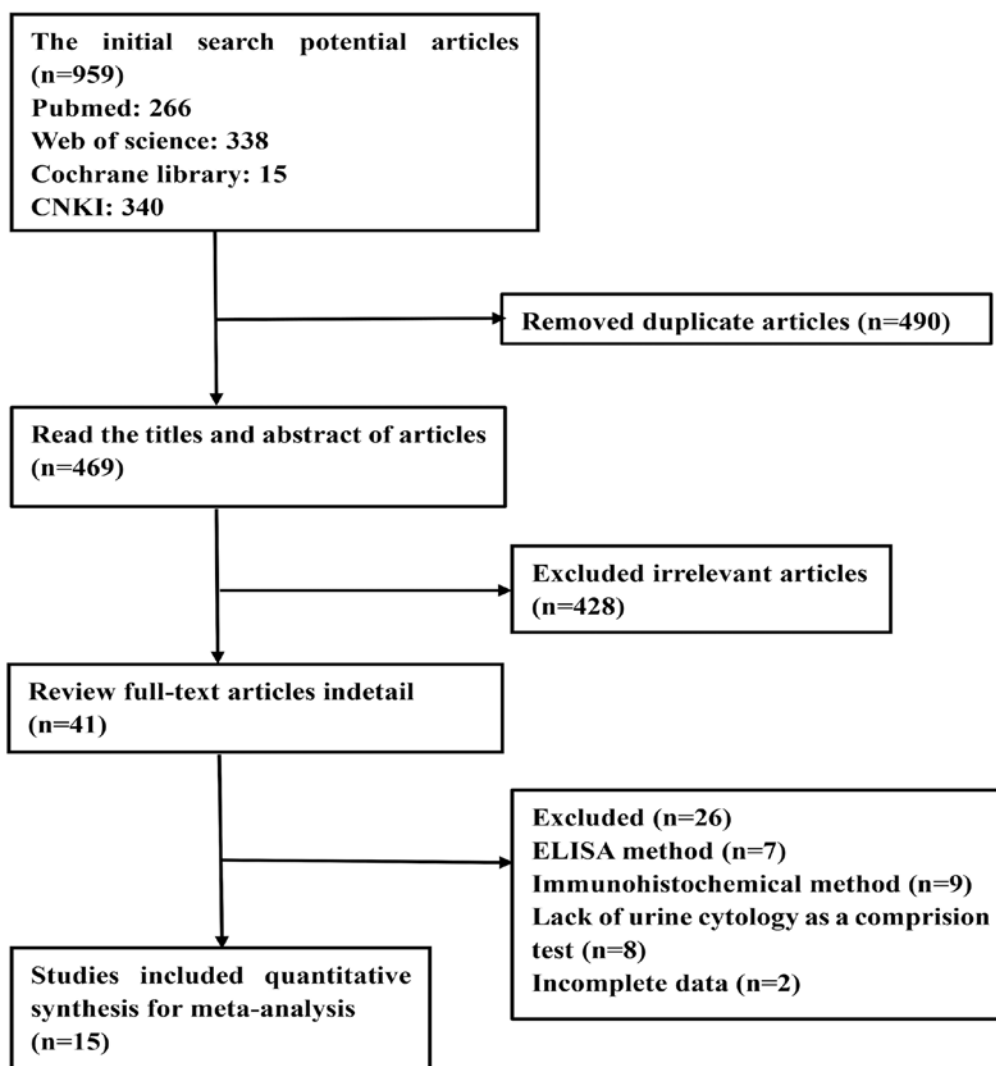 The initial search potential articles
(n=959)
Pubmed: 266
Web of science: 338
Cochrane library: 15
CNKI: 340
Removed duplicate articles (n=490)
Read the titles and abstract of articles
(n=469)
Excluded irrelevant articles
(n=428)
Review full-text articles indetail
(n=41)
Excluded (n=26)
ELISA method (n=7)
Immunohistochemical method (n=9)
Lack of urine cytology as a comprision
test (n=8)
Incomplete data (n=2)
Studies included quantitative
synthesis for meta-analysis
(n=15)